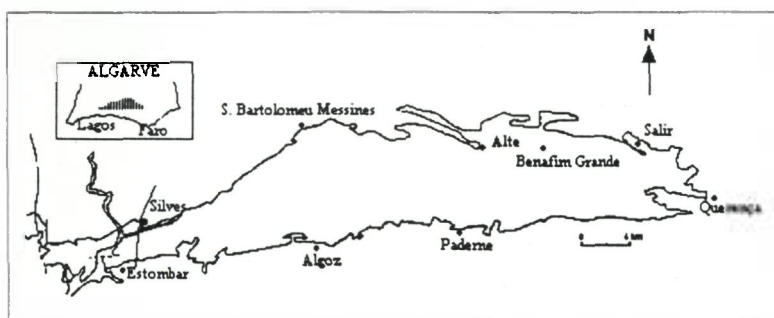 N
ALGARVE
Lagos Faro
S. Bartolomeu Messines
Alte
Salir
Benafim Grande
Silves
Paderne
Algoz
Estombar